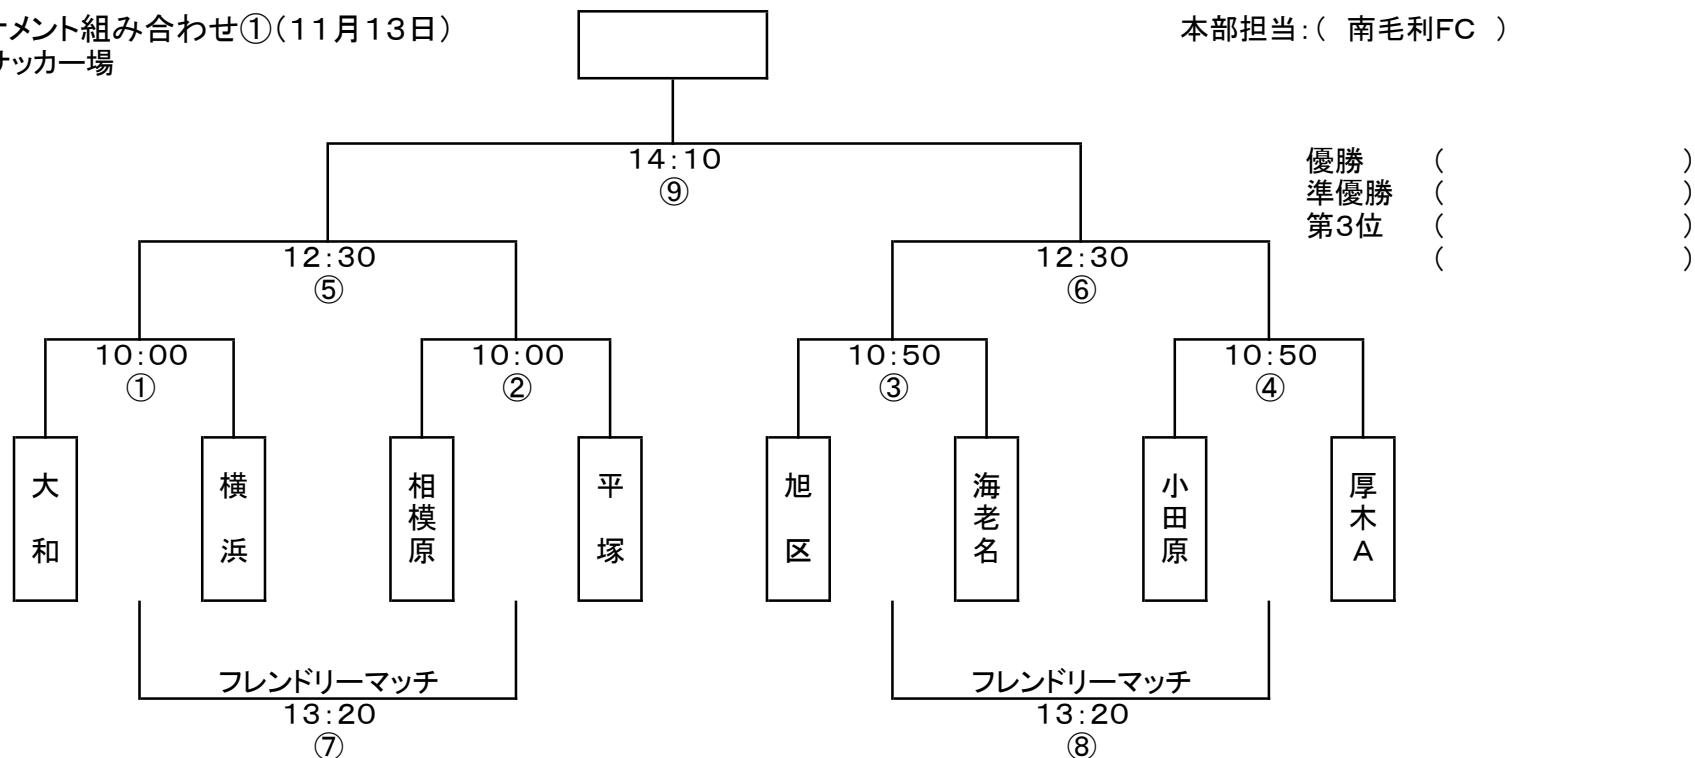 メント組み合わせ①(11月13日)
本部担当:( 南毛利FC )
サッカー場
14:10
⑨
優勝 ( )
準優勝 ( )
第3位 ( )
( )
12:30
⑤
12:30
⑥
10:00
①
10:00
②
10:50
③
10:50
④
大和
横浜
相模原
平塚
旭区
海老名
小田原
厚木A
フレンドリーマッチ
13:20
⑦
フレンドリーマッチ
13:20
⑧